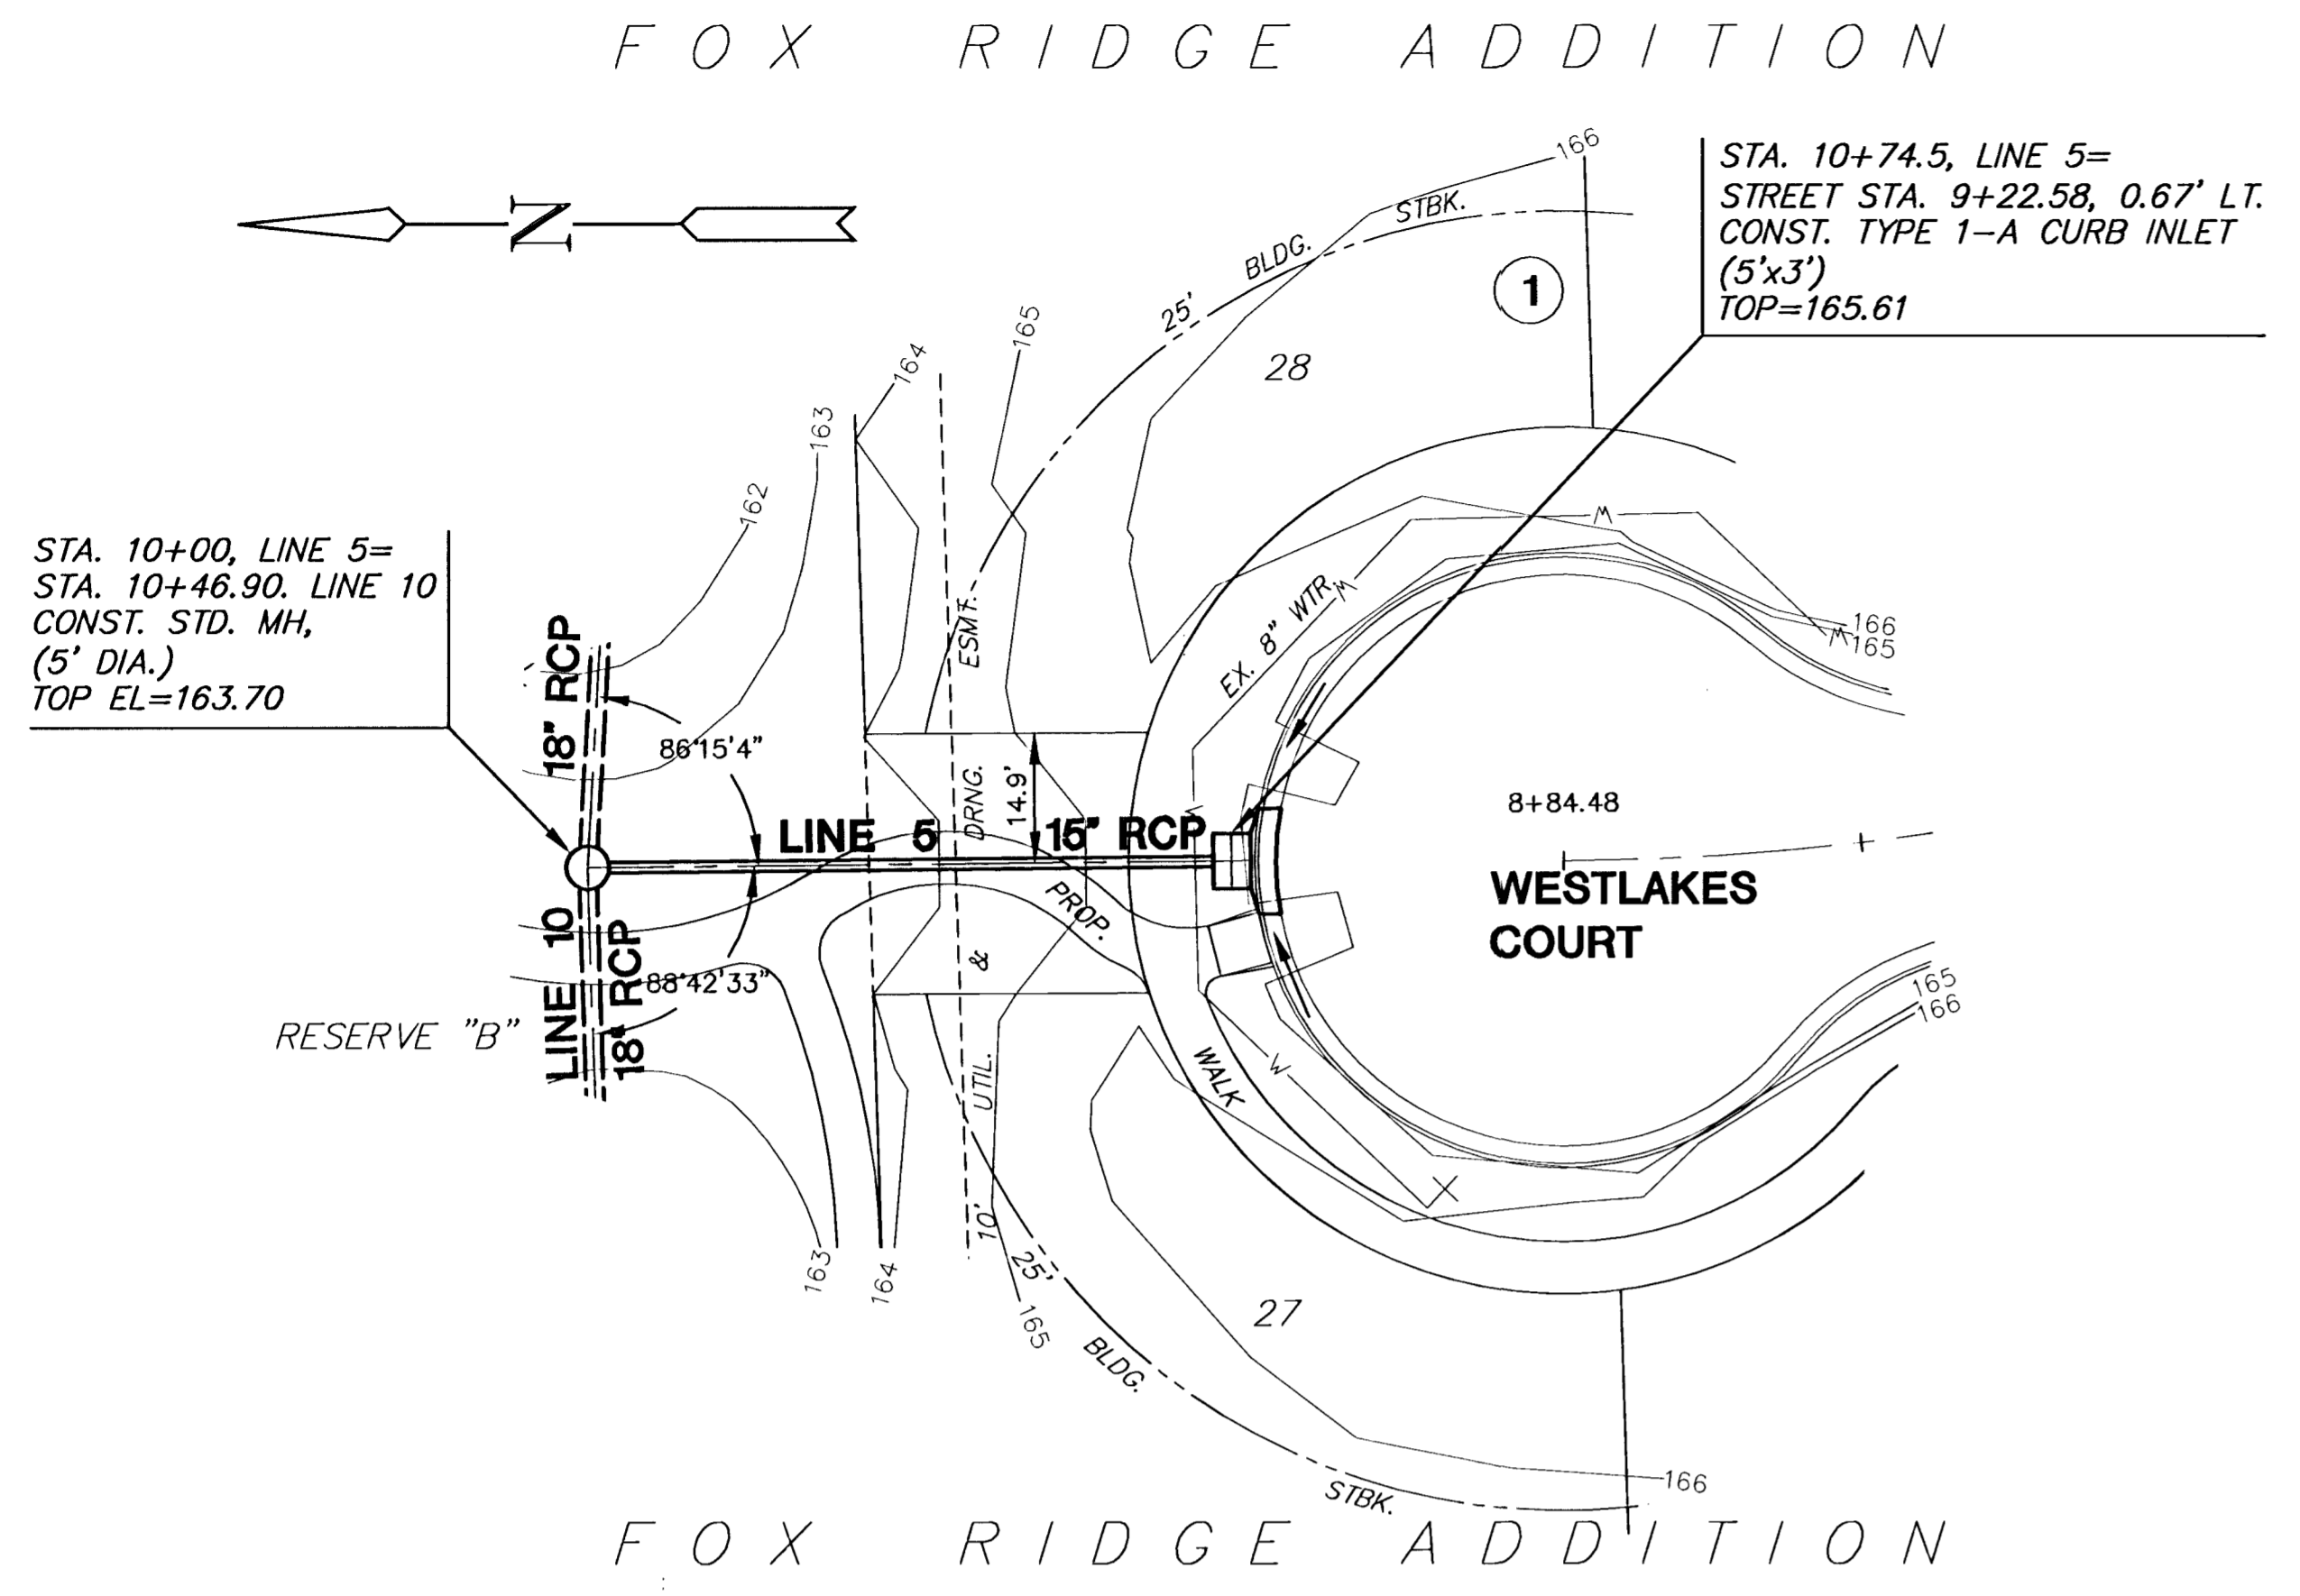 FOX RIDGE ADDITION
STA. 10+74.5, LINE 5=
STREET STA. 9+22.58, 0.67' LT.
CONST. TYPE 1-A CURB INLET
(5'x3')
TOP=165.61
166
STBK.
BLDG.
25'
1
28
N
165
164
163
162
STA. 10+00, LINE 5=
STA. 10+46.90. LINE 10
CONST. STD. MH,
(5' DIA.)
TOP EL=163.70
18" RCP
86°15'4"
ESMT.
DRNG.
14.9'
EX. 8" WTR.
W
W
W
166
165
LINE 5 15" RCP
8+84.48
WESTLAKES
COURT
PROP.
WALK
&
UTIL.
10'
LINE 10
18" RCP
88°42'33"
RESERVE "B"
W
165
166
163
164
165
25'
BLDG.
STBK.
27
166
FOX RIDGE ADDITION